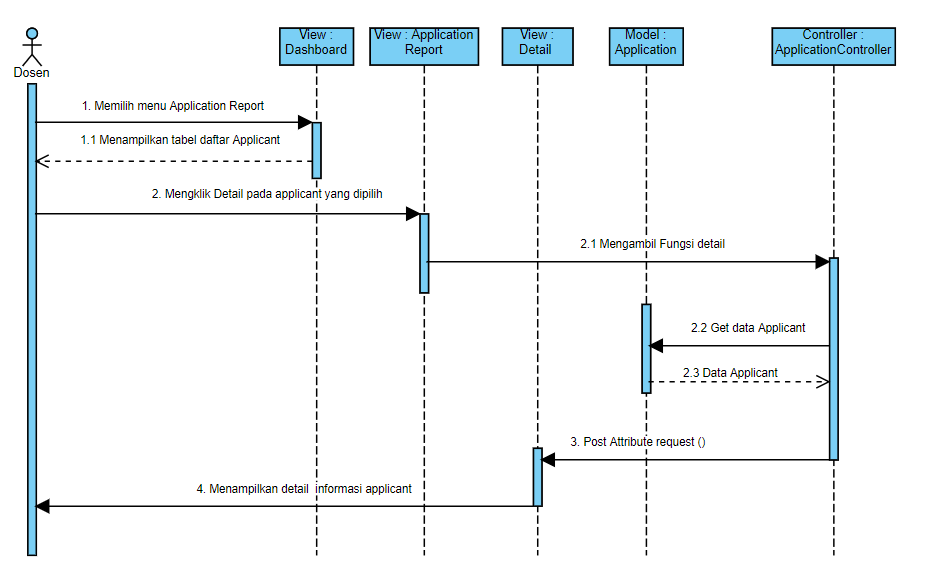 Dosen
View :
Dashboard
View : Application
Report
View :
Detail
Model :
Application
Controller :
ApplicationController
1. Memilih menu Application Report
1.1 Menampilkan tabel daftar Applicant
2. Mengklik Detail pada applicant yang dipilih
2.1 Mengambil Fungsi detail
2.2 Get data Applicant
2.3 Data Applicant
3. Post Attribute request ()
4. Menampilkan detail informasi applicant